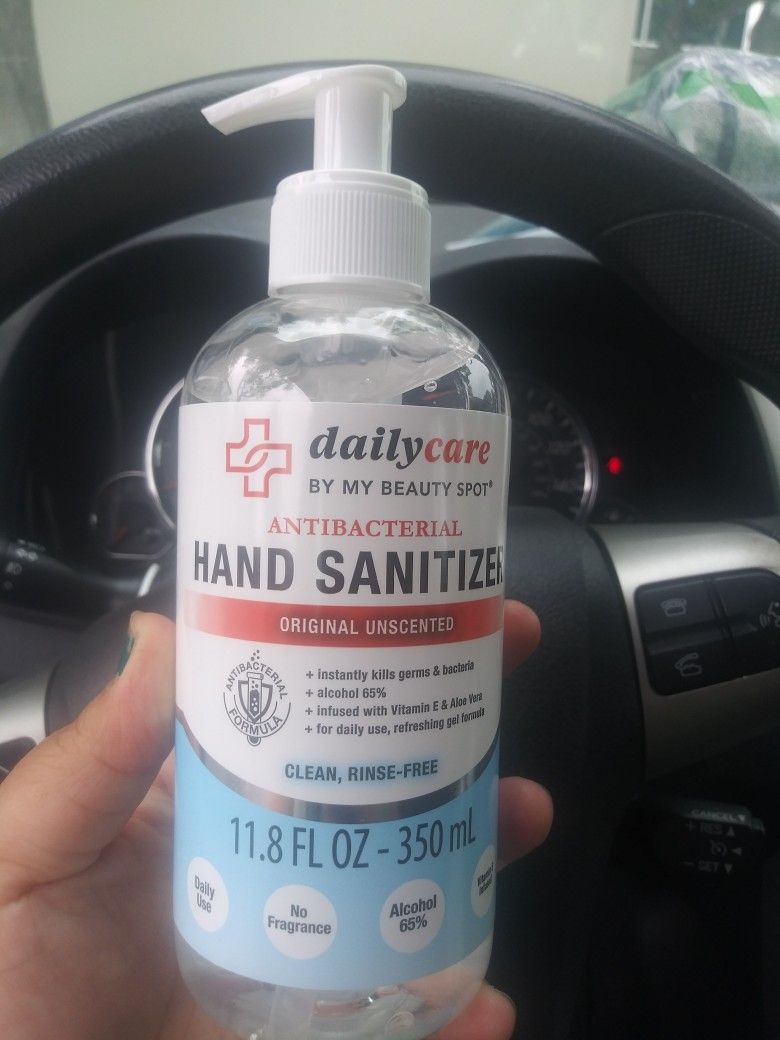 dailycare
BY MY BEAUTY SPOT®
ANTIBACTERIAL
HAND SANITIZER
ORIGINAL UNSCENTED
ANTIBACTERIAL
FORMULA
+ instantly kills germs & bacteria
+ alcohol 65%
+ infused with Vitamin E & Aloe Vera
+ for daily use, refreshing gel formula
CLEAN, RINSE-FREE
11.8 FL OZ - 350 mL
Daily
Use
No
Fragrance
Alcohol
65%
CANCEL
+ RES
- SET